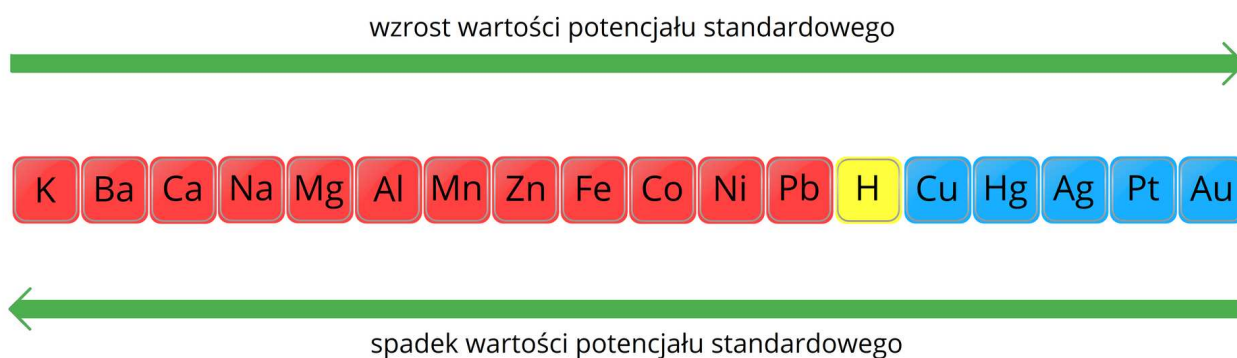 wzrost wartości potencjału standardowego
K Ba Ca Na Mg Al Mn Zn Fe Co Ni Pb H Cu Hg Ag Pt Au
spadek wartości potencjału standardowego